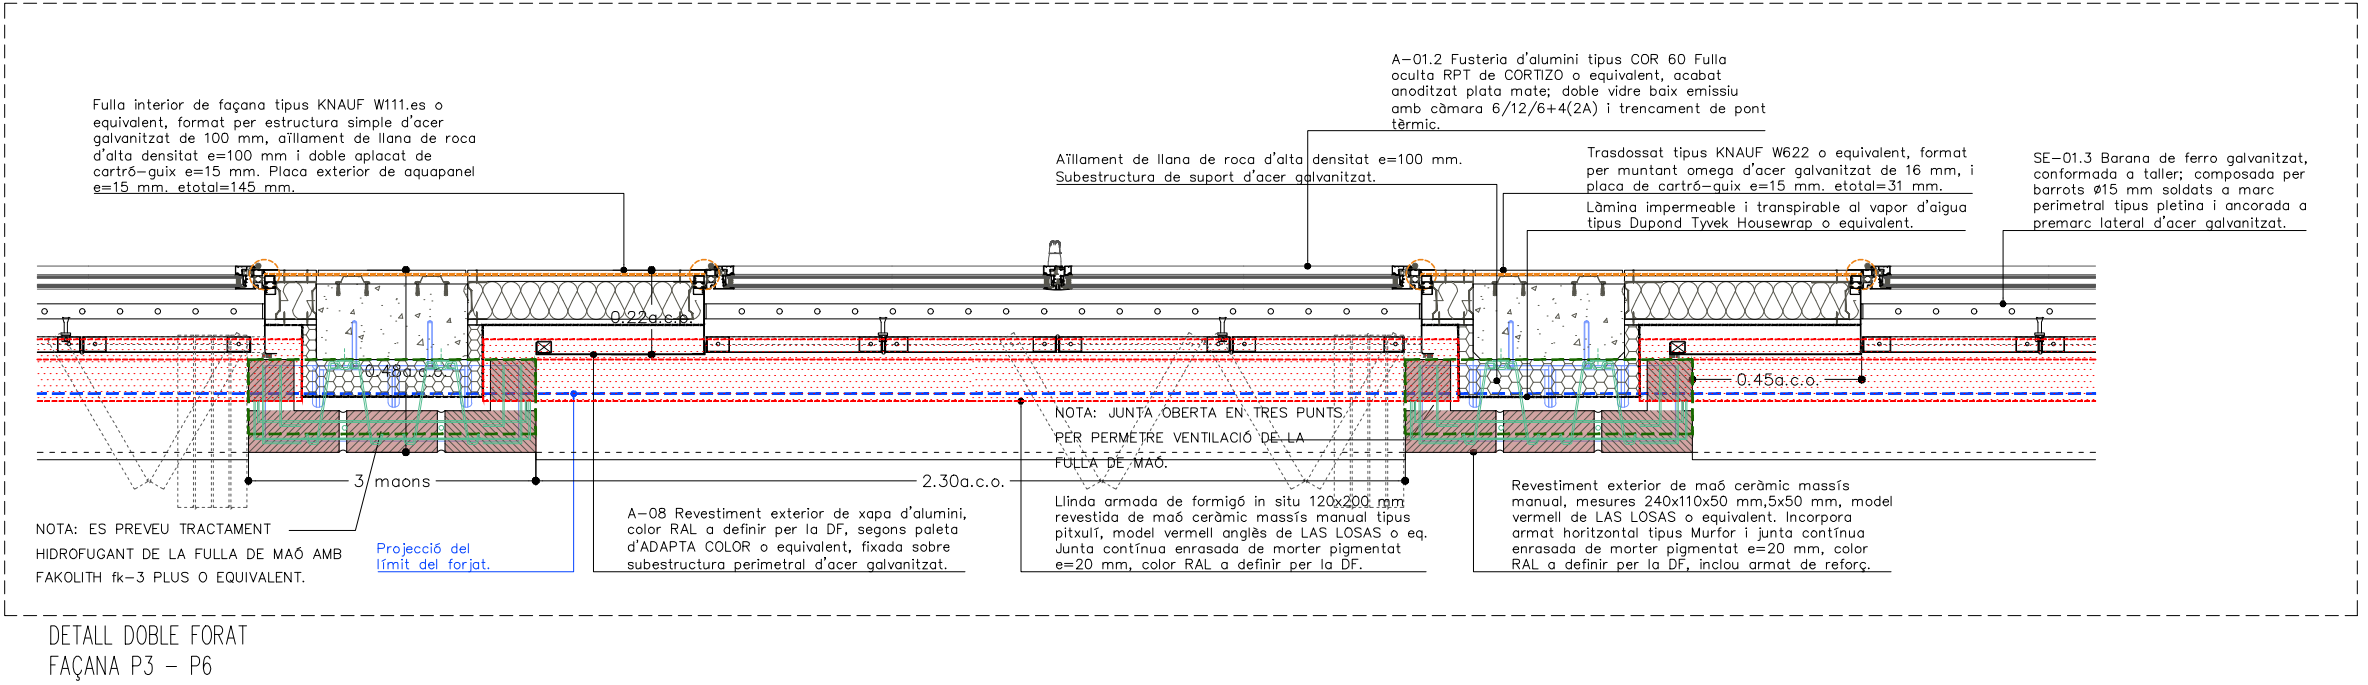 A-01.2 Fusteria d'alumini tipus COR 60 Fulla
oculta RPT de CORTIZO o equivalent, acabat
anoditzat plata mate; doble vidre baix emissiu
amb càmara 6/12/6+4(2A) i trencament de pont
tèrmic.
Fulla interior de façana tipus KNAUF W111.es o
equivalent, format per estructura simple d'acer
galvanitzat de 100 mm, aïllament de llana de roca
d'alta densitat e=100 mm i doble aplacat de
cartró-guix e=15 mm. Placa exterior de aquapanel
e=15 mm. etotal=145 mm.
Aïllament de llana de roca d'alta densitat e=100 mm.
Subestructura de suport d'acer galvanitzat.
Trasdossat tipus KNAUF W622 o equivalent, format
per muntant omega d'acer galvanitzat de 16 mm, i
placa de cartró-guix e=15 mm. etotal=31 mm.
Làmina impermeable i transpirable al vapor d'aigua
tipus Dupond Tyvek Housewrap o equivalent.
SE-01.3 Barana de ferro galvanitzat,
conformada a taller; composada per
barrots ø15 mm soldats a marc
perimetral tipus pletina i ancorada a
premarc lateral d'acer galvanitzat.
0.22a.c.o.
0.48a.c.o.
0.45a.c.o.
NOTA: JUNTA OBERTA EN TRES PUNTS
PER PERMETRE VENTILACIÓ DE LA
FULLA DE MAÓ.
3 maons
2.30a.c.o.
NOTA: ES PREVEU TRACTAMENT
HIDROFUGANT DE LA FULLA DE MAÓ AMB
FAKOLITH fk-3 PLUS O EQUIVALENT.
Projecció del
límit del forjat.
A-08 Revestiment exterior de xapa d'alumini,
color RAL a definir per la DF, segons paleta
d'ADAPTA COLOR o equivalent, fixada sobre
subestructura perimetral d'acer galvanitzat.
Llinda armada de formigó in situ 120x200 mm
revestida de maó ceràmic massís manual tipus
pitxulí, model vermell anglès de LAS LOSAS o eq.
Junta contínua enrasada de morter pigmentat
e=20 mm, color RAL a definir per la DF.
Revestiment exterior de maó ceràmic massís
manual, mesures 240x110x50 mm,5x50 mm, model
vermell de LAS LOSAS o equivalent. Incorpora
armat horitzontal tipus Murfor i junta contínua
enrasada de morter pigmentat e=20 mm, color
RAL a definir per la DF, inclou armat de reforç.
DETALL DOBLE FORAT
FAÇANA P3 - P6